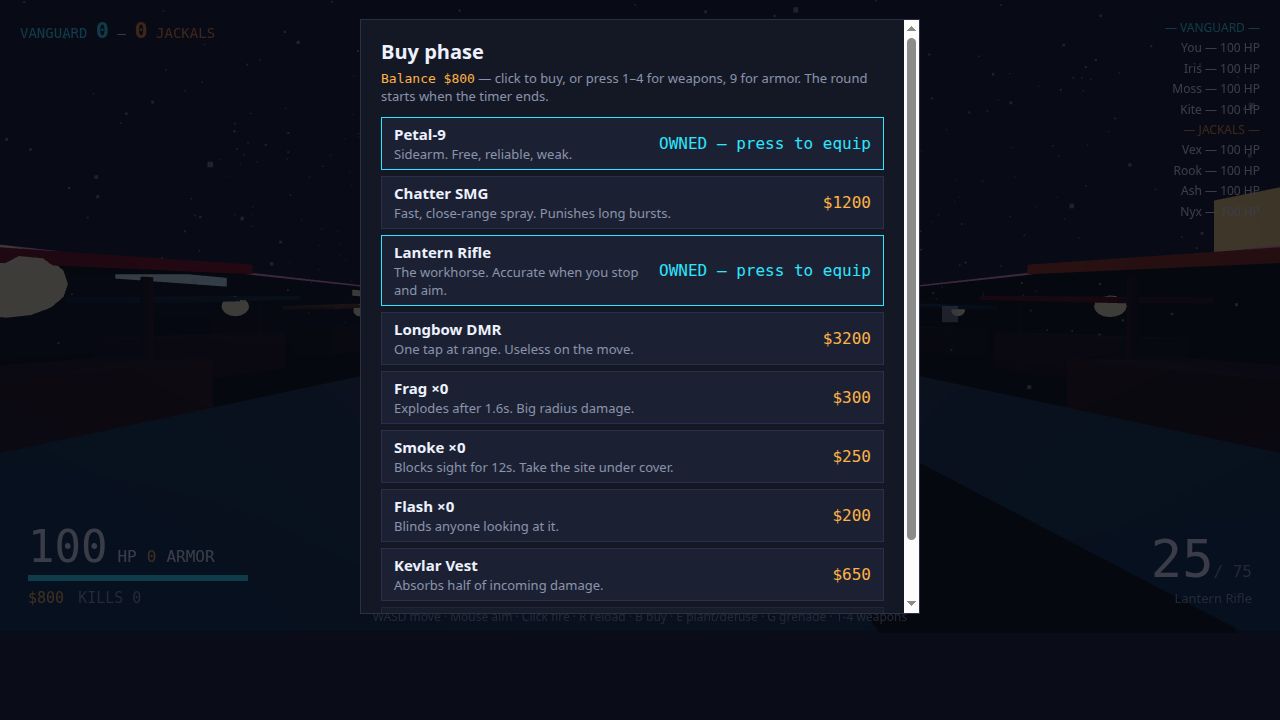 VANGUARD 0 — 0 JACKALS
— VANGUARD —
You — 100 HP
Iris — 100 HP
Moss — 100 HP
Kite — 100 HP
— JACKALS —
Vex — 100 HP
Rook — 100 HP
Ash — 100 HP
Nyx — 100 HP
Buy phase
Balance $800 — click to buy, or press 1–4 for weapons, 9 for armor. The round
starts when the timer ends.
Petal-9
Sidearm. Free, reliable, weak.
OWNED — press to equip
Chatter SMG
Fast, close-range spray. Punishes long bursts.
$1200
Lantern Rifle
The workhorse. Accurate when you stop
and aim.
OWNED — press to equip
Longbow DMR
One tap at range. Useless on the move.
$3200
Frag ×0
Explodes after 1.6s. Big radius damage.
$300
Smoke ×0
Blocks sight for 12s. Take the site under cover.
$250
Flash ×0
Blinds anyone looking at it.
$200
Kevlar Vest
Absorbs half of incoming damage.
$650
100 HP 0 ARMOR
$800 KILLS 0
25 / 75
Lantern Rifle
WASD move · Mouse aim · Click fire · R reload · B buy · E plant/defuse · G grenade · 1-4 weapons